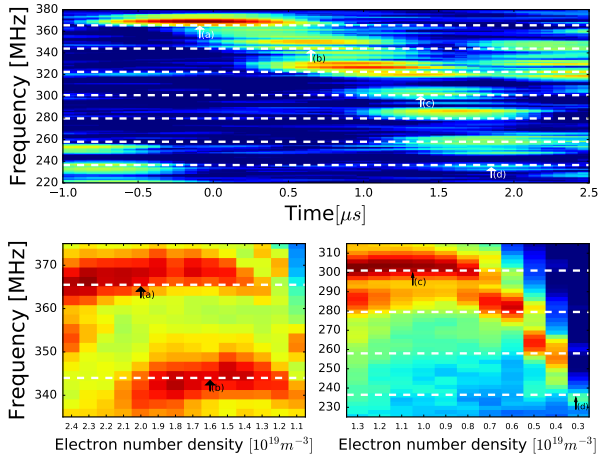 Frequency [MHz]
380
360
340
320
300
280
260
240
220
(a)
(b)
(c)
(d)
−1.0 −0.5 0.0 0.5 1.0 1.5 2.0 2.5
Time[μs]
Frequency [MHz]
370
360
350
340
(a)
(b)
2.4 2.3 2.2 2.1 2.0 1.9 1.8 1.7 1.6 1.5 1.4 1.3 1.2 1.1
Electron number density [10¹⁹m⁻³]
310
300
290
280
270
260
250
240
230
(c)
(d)
1.3 1.2 1.1 1.0 0.9 0.8 0.7 0.6 0.5 0.4 0.3
Electron number density [10¹⁹m⁻³]